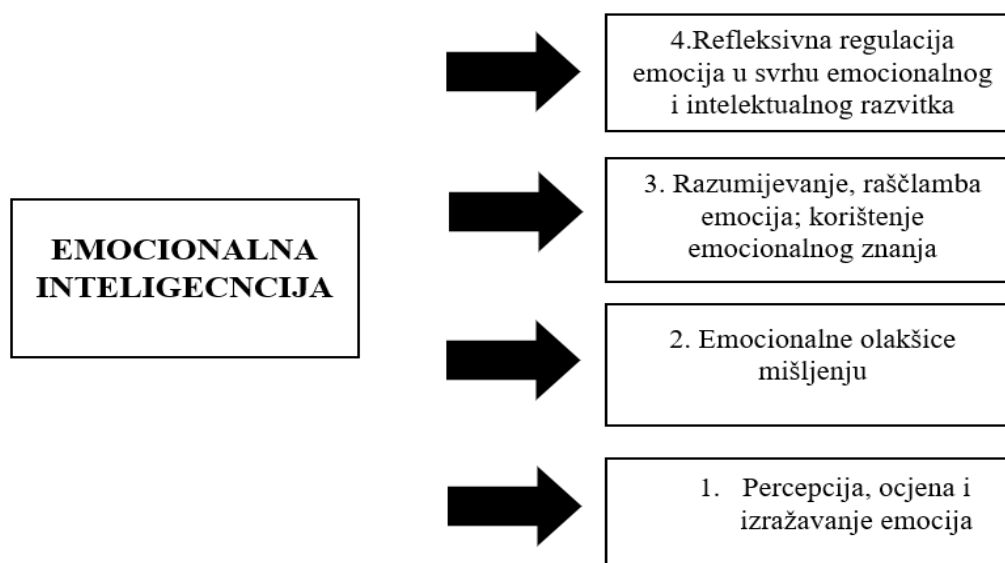 EMOCIONALNA
INTELIGECNCIJA
4.Refleksivna regulacija
emocija u svrhu emocionalnog
i intelektualnog razvitka
3. Razumijevanje, raščlamba
emocija; korištenje
emocionalnog znanja
2. Emocionalne olakšice
mišljenju
1. Percepcija, ocjena i
izražavanje emocija